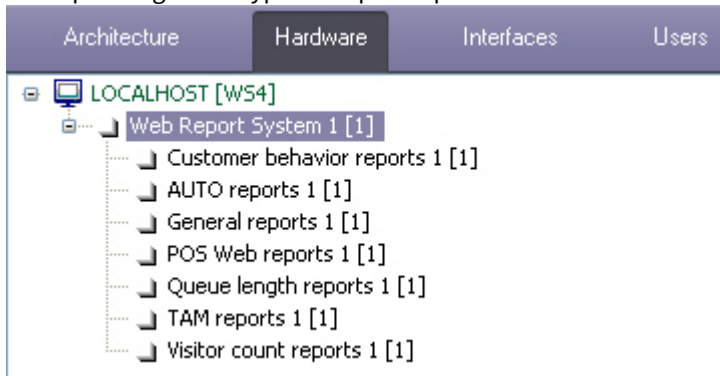 Architecture Hardware Interfaces Users
LOCALHOST [WS4]
Web Report System 1 [1]
Customer behavior reports 1 [1]
AUTO reports 1 [1]
General reports 1 [1]
POS Web reports 1 [1]
Queue length reports 1 [1]
TAM reports 1 [1]
Visitor count reports 1 [1]